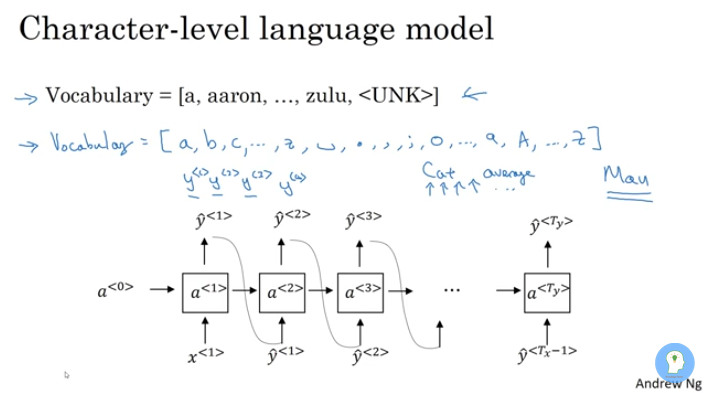 Character-level language model
→ Vocabulary = [a, aaron, ..., zulu, <UNK>] ←
→ Vocabulary = [a, b, c, ..., z, ␣, ., ,, ;, 0, ..., 9, A, ..., Z]
y<1> y<2> y<3> y<4>
Cat average
↑↑↑↑ ...
Mau
ŷ<1> ŷ<2> ŷ<3> ŷ<Ty>
a<0> → a<1> → a<2> → a<3> → ... → a<Ty>
x<1> ŷ<1> ŷ<2> ŷ<Tx−1>
Andrew Ng